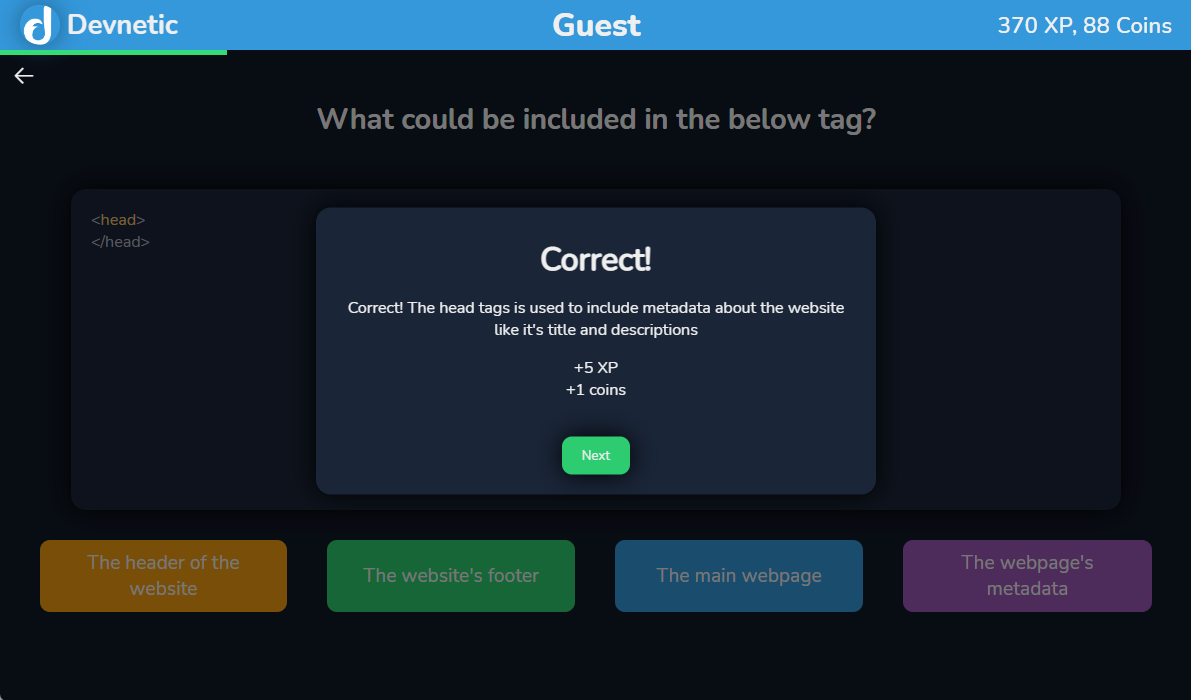 Devnetic
Guest
370 XP, 88 Coins
What could be included in the below tag?
<head>
</head>
Correct!
Correct! The head tags is used to include metadata about the website
like it's title and descriptions
+5 XP
+1 coins
Next
The header of the
website
The website's footer
The main webpage
The webpage's
metadata